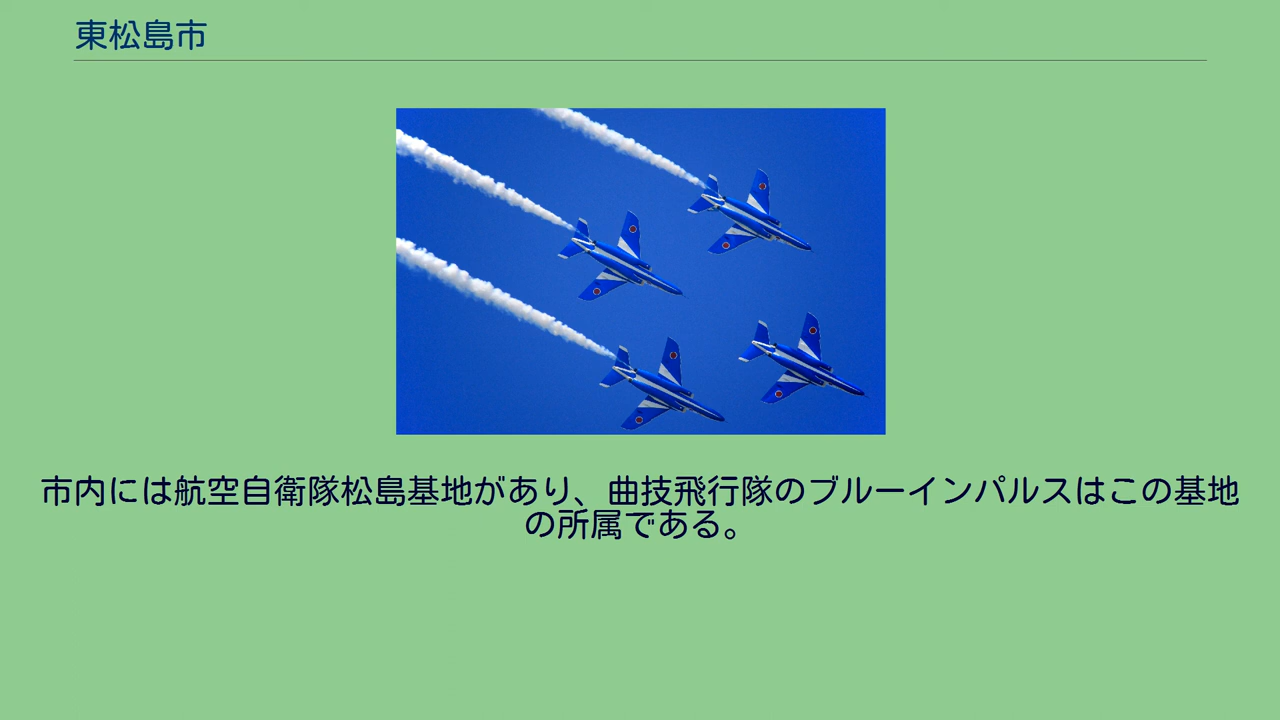 東松島市
市内には航空自衛隊松島基地があり、曲技飛行隊のブルーインパルスはこの基地
の所属である。